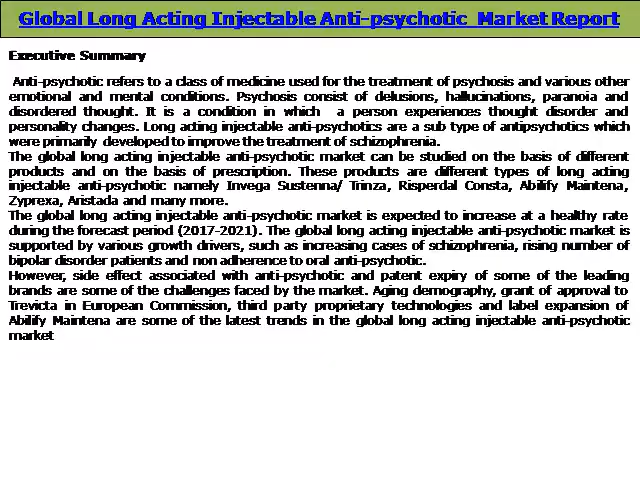 Global Long Acting Injectable Anti-psychotic Market Report
Executive Summary
Anti-psychotic refers to a class of medicine used for the treatment of psychosis and various other
emotional and mental conditions. Psychosis consist of delusions, hallucinations, paranoia and
disordered thought. It is a condition in which a person experiences thought disorder and
personality changes. Long acting injectable anti-psychotics are a sub type of antipsychotics which
were primarily developed to improve the treatment of schizophrenia.
The global long acting injectable anti-psychotic market can be studied on the basis of different
products and on the basis of prescription. These products are different types of long acting
injectable anti-psychotic namely Invega Sustenna/ Trinza, Risperdal Consta, Abilify Maintena,
Zyprexa, Aristada and many more.
The global long acting injectable anti-psychotic market is expected to increase at a healthy rate
during the forecast period (2017-2021). The global long acting injectable anti-psychotic market is
supported by various growth drivers, such as increasing cases of schizophrenia, rising number of
bipolar disorder patients and non adherence to oral anti-psychotic.
However, side effect associated with anti-psychotic and patent expiry of some of the leading
brands are some of the challenges faced by the market. Aging demography, grant of approval to
Trevicta in European Commission, third party proprietary technologies and label expansion of
Abilify Maintena are some of the latest trends in the global long acting injectable anti-psychotic
market